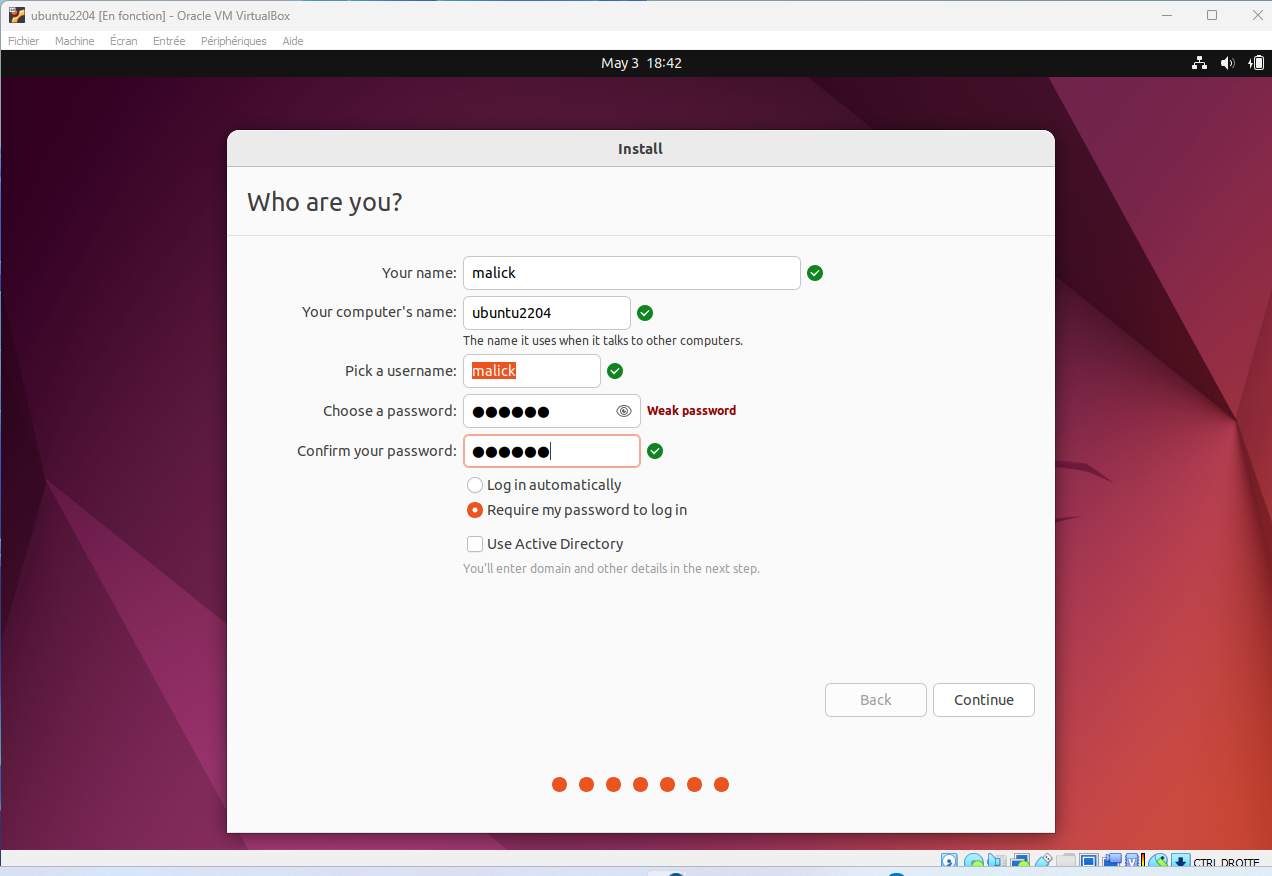 ubuntu2204 [En fonction] - Oracle VM VirtualBox
Fichier Machine Écran Entrée Périphériques Aide
May 3 18:42
Install
Who are you?
Your name: malick
Your computer's name: ubuntu2204
The name it uses when it talks to other computers.
Pick a username: malick
Choose a password: ●●●●●● Weak password
Confirm your password: ●●●●●●
Log in automatically
Require my password to log in
Use Active Directory
You'll enter domain and other details in the next step.
Back Continue
CTRL DROITE